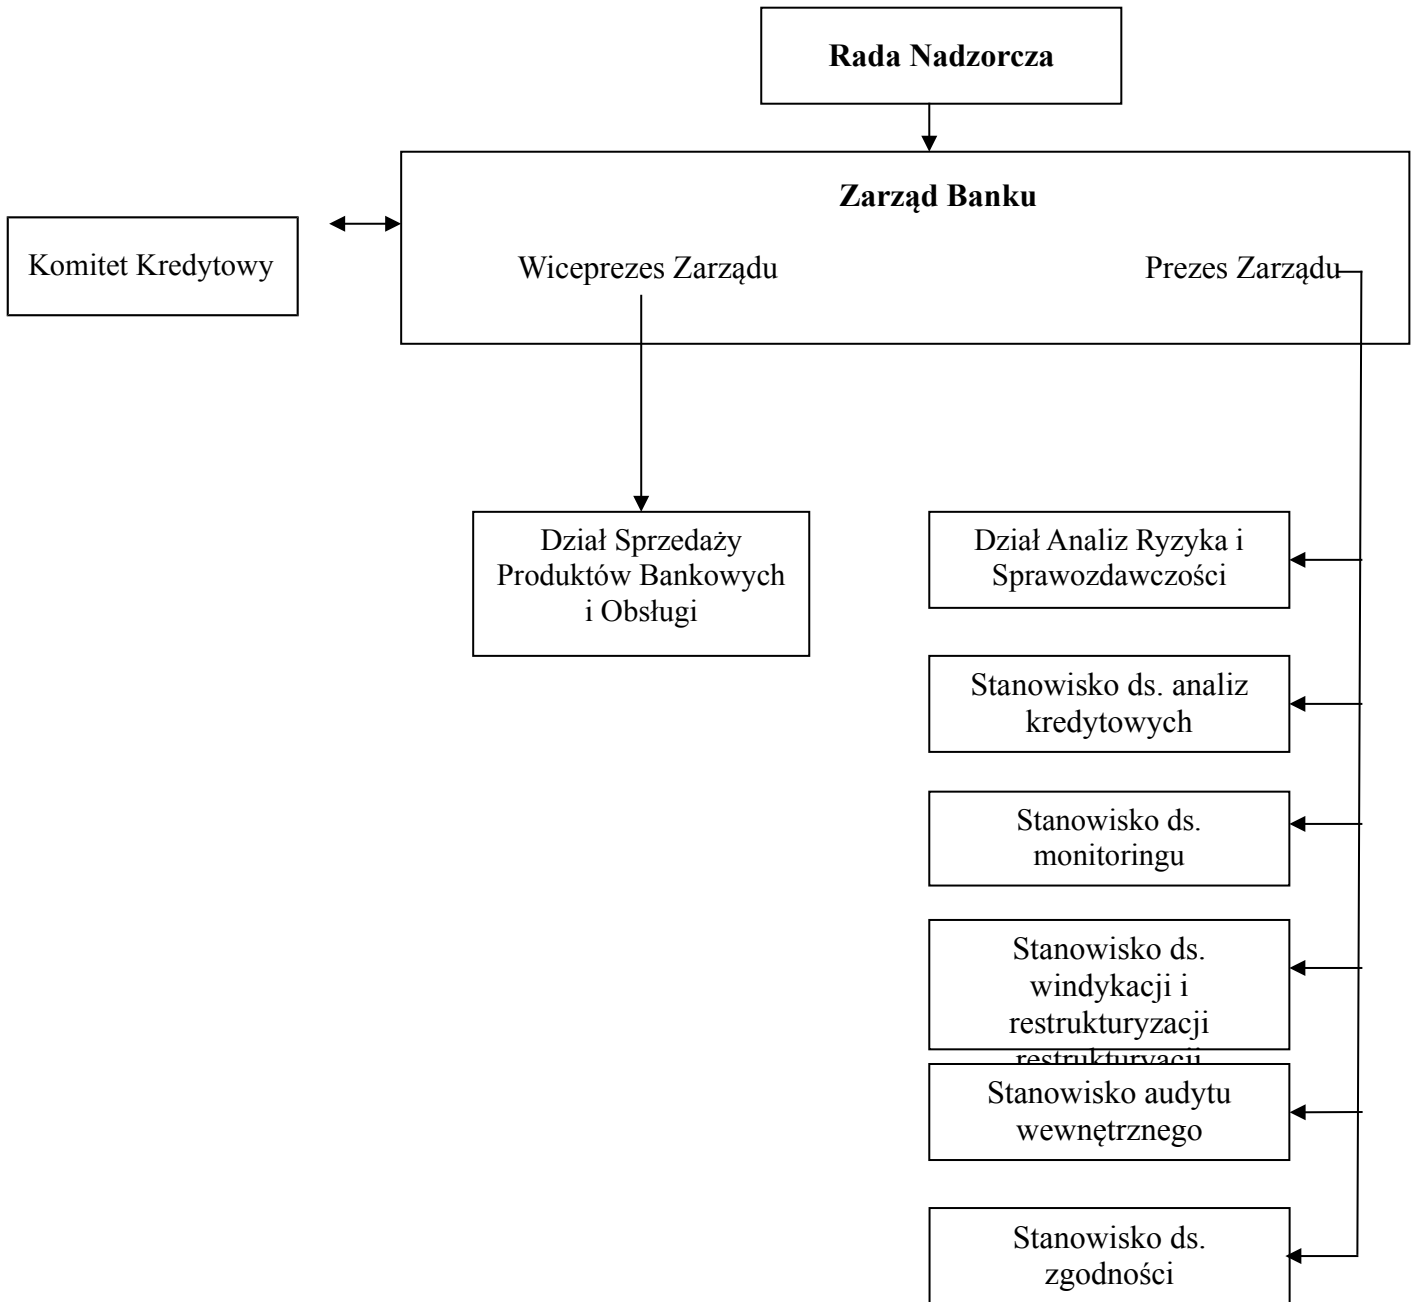 Rada Nadzorcza
Zarząd Banku
Komitet Kredytowy
Wiceprezes Zarządu
Prezes Zarządu
Dział Sprzedaży
Produktów Bankowych
i Obsługi
Dział Analiz Ryzyka i
Sprawozdawczości
Stanowisko ds. analiz
kredytowych
Stanowisko ds.
monitoringu
Stanowisko ds.
windykacji i
restrukturyzacji
Stanowisko audytu
wewnętrznego
Stanowisko ds.
zgodności